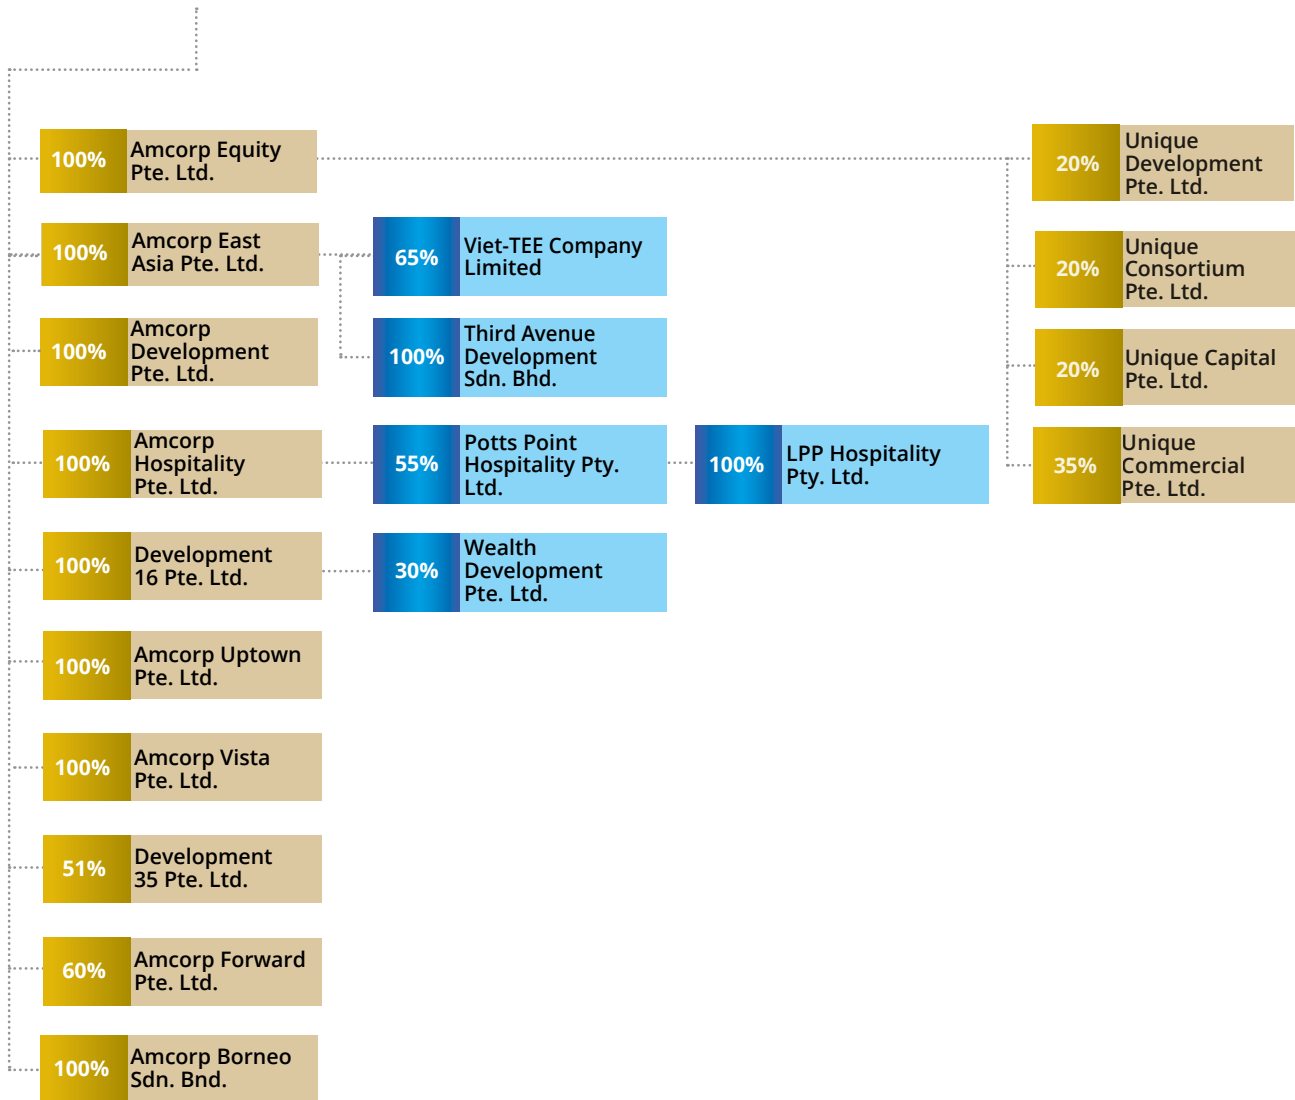 100%
Amcorp Equity
Pte. Ltd.
20%
Unique
Development
Pte. Ltd.
100%
Amcorp East
Asia Pte. Ltd.
65%
Viet-TEE Company
Limited
20%
Unique
Consortium
Pte. Ltd.
100%
Amcorp
Development
Pte. Ltd.
100%
Third Avenue
Development
Sdn. Bhd.
20%
Unique Capital
Pte. Ltd.
100%
Amcorp
Hospitality
Pte. Ltd.
55%
Potts Point
Hospitality Pty.
Ltd.
100%
LPP Hospitality
Pty. Ltd.
35%
Unique
Commercial
Pte. Ltd.
100%
Development
16 Pte. Ltd.
30%
Wealth
Development
Pte. Ltd.
100%
Amcorp Uptown
Pte. Ltd.
100%
Amcorp Vista
Pte. Ltd.
51%
Development
35 Pte. Ltd.
60%
Amcorp Forward
Pte. Ltd.
100%
Amcorp Borneo
Sdn. Bnd.